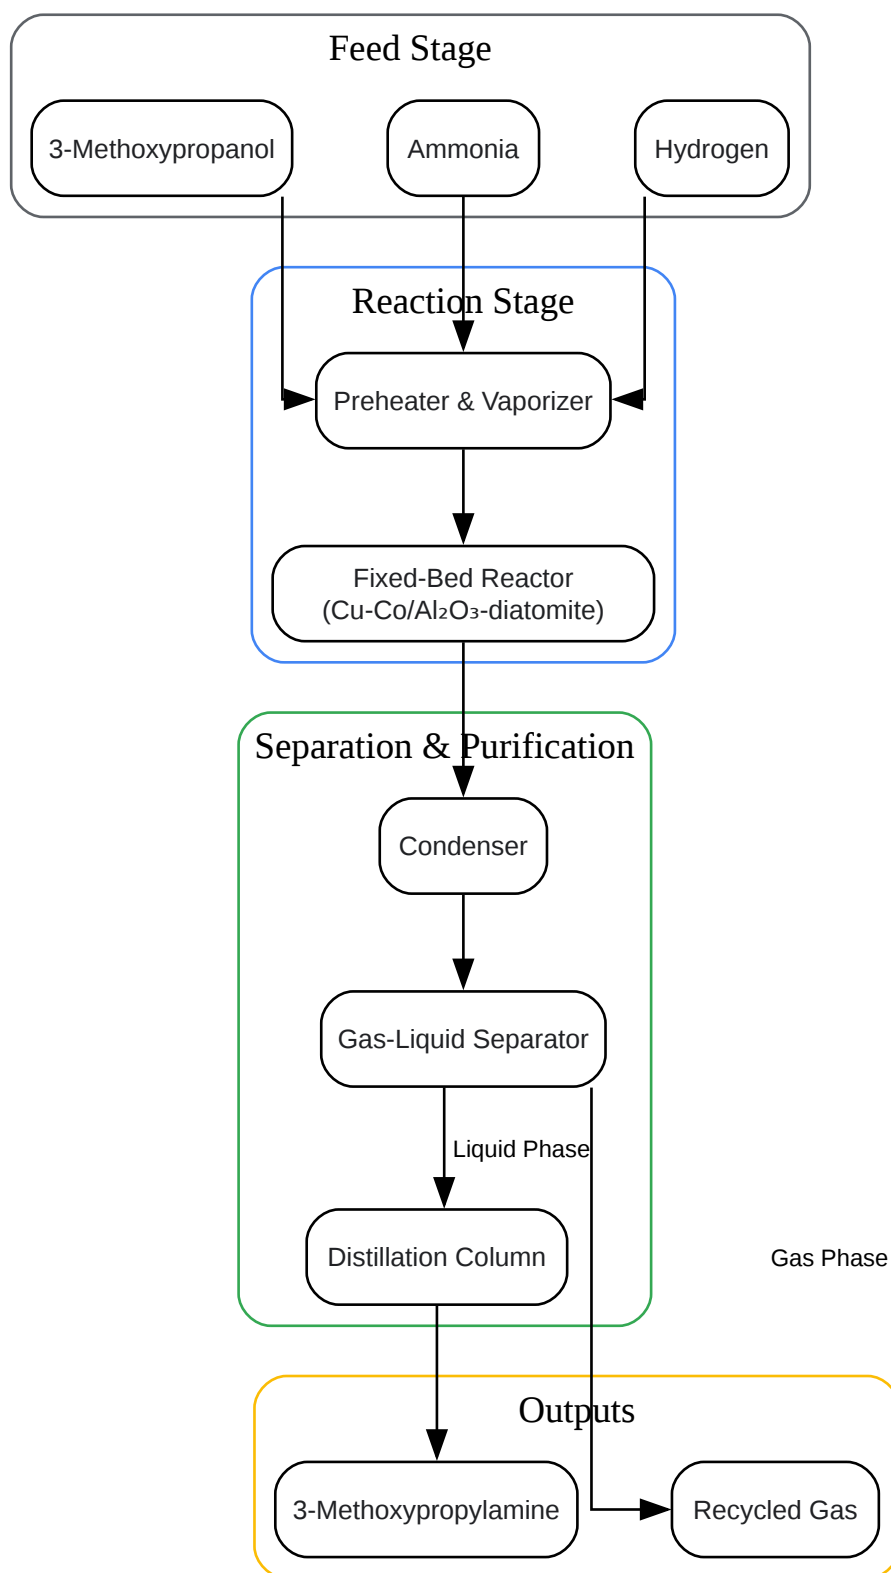 Feed Stage
3-Methoxypropanol
Ammonia
Hydrogen
Reaction Stage
Preheater & Vaporizer
Fixed-Bed Reactor
(Cu-Co/Al₂O₃-diatomite)
Separation & Purification
Condenser
Gas-Liquid Separator
Liquid Phase
Distillation Column
Gas Phase
Outputs
3-Methoxypropylamine
Recycled Gas